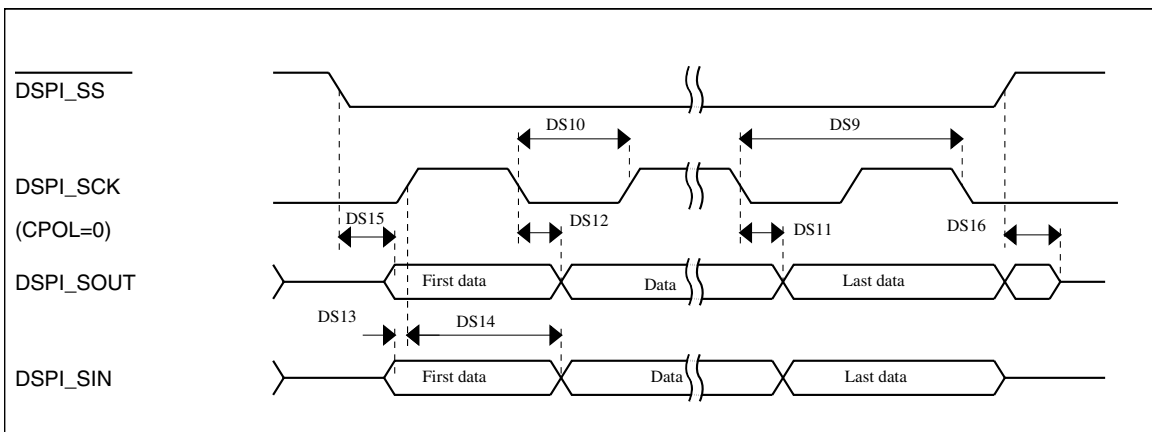 DSPI_SS
DS10
DS9
DSPI_SCK
(CPOL=0)
DS15
DS12
DS11
DS16
DSPI_SOUT
First data
Data
Last data
DS13
DS14
DSPI_SIN
First data
Data
Last data